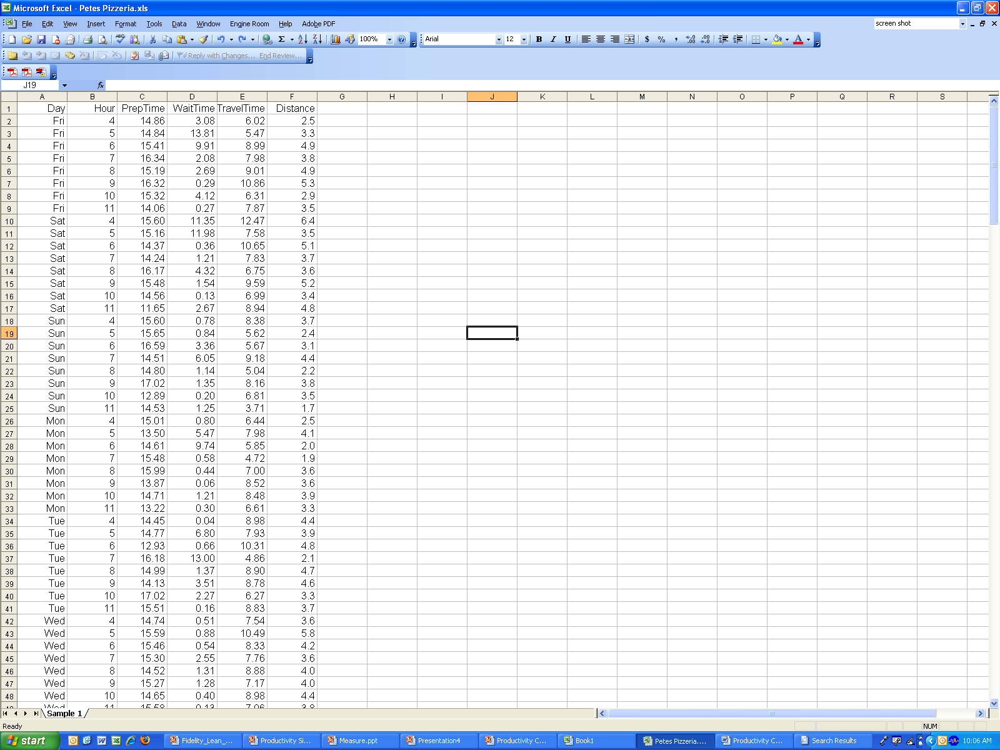 Microsoft Excel - Petes Pizzeria.xls
File Edit View Insert Format Tools Data Window Engine Room Help Adobe PDF screen shot
100% Arial 12 B I U $ % ,
Reply with Changes... End Review...
J19 fx
A B C D E F G H I J K L M N O P Q R S
1 Day Hour PrepTime WaitTime TravelTime Distance
2 Fri 4 14.86 3.08 6.02 2.5
3 Fri 5 14.84 13.81 5.47 3.3
4 Fri 6 15.41 9.91 8.99 4.9
5 Fri 7 16.34 2.08 7.98 3.8
6 Fri 8 15.19 2.69 9.01 4.9
7 Fri 9 16.32 0.29 10.86 5.3
8 Fri 10 15.32 4.12 6.31 2.9
9 Fri 11 14.06 0.27 7.87 3.5
10 Sat 4 15.60 11.35 12.47 6.4
11 Sat 5 15.16 11.98 7.58 3.5
12 Sat 6 14.37 0.36 10.65 5.1
13 Sat 7 14.24 1.21 7.83 3.7
14 Sat 8 16.17 4.32 6.75 3.6
15 Sat 9 15.48 1.54 9.59 5.2
16 Sat 10 14.56 0.13 6.99 3.4
17 Sat 11 11.65 2.67 8.94 4.8
18 Sun 4 15.60 0.78 8.38 3.7
19 Sun 5 15.65 0.84 5.62 2.4
20 Sun 6 16.59 3.36 5.67 3.1
21 Sun 7 14.51 6.05 9.18 4.4
22 Sun 8 14.80 1.14 5.04 2.2
23 Sun 9 17.02 1.35 8.16 3.8
24 Sun 10 12.89 0.20 6.81 3.5
25 Sun 11 14.53 1.25 3.71 1.7
26 Mon 4 15.01 0.80 6.44 2.5
27 Mon 5 13.50 5.47 7.98 4.1
28 Mon 6 14.61 9.74 5.85 2.0
29 Mon 7 15.48 0.58 4.72 1.9
30 Mon 8 15.99 0.44 7.00 3.6
31 Mon 9 13.87 0.06 8.52 3.6
32 Mon 10 14.71 1.21 8.48 3.9
33 Mon 11 13.22 0.30 6.61 3.3
34 Tue 4 14.45 0.04 8.98 4.4
35 Tue 5 14.77 6.80 7.93 3.9
36 Tue 6 12.93 0.66 10.31 4.8
37 Tue 7 16.18 13.00 4.86 2.1
38 Tue 8 14.99 1.37 8.90 4.7
39 Tue 9 14.13 3.51 8.78 4.6
40 Tue 10 17.02 2.27 6.27 3.3
41 Tue 11 15.51 0.16 8.83 3.7
42 Wed 4 14.74 0.51 7.54 3.6
43 Wed 5 15.59 0.88 10.49 5.8
44 Wed 6 15.46 0.54 8.33 4.2
45 Wed 7 15.30 2.55 7.76 3.6
46 Wed 8 14.52 1.31 8.88 4.0
47 Wed 9 15.27 1.28 7.17 4.0
48 Wed 10 14.65 0.40 8.98 4.4
Sample 1
Ready NUM
start Fidelity_Lean_... Productivity Si... Measure.ppt Presentation4 Productivity C... Book1 Petes Pizzeria.... Productivity C... Search Results 10:06 AM